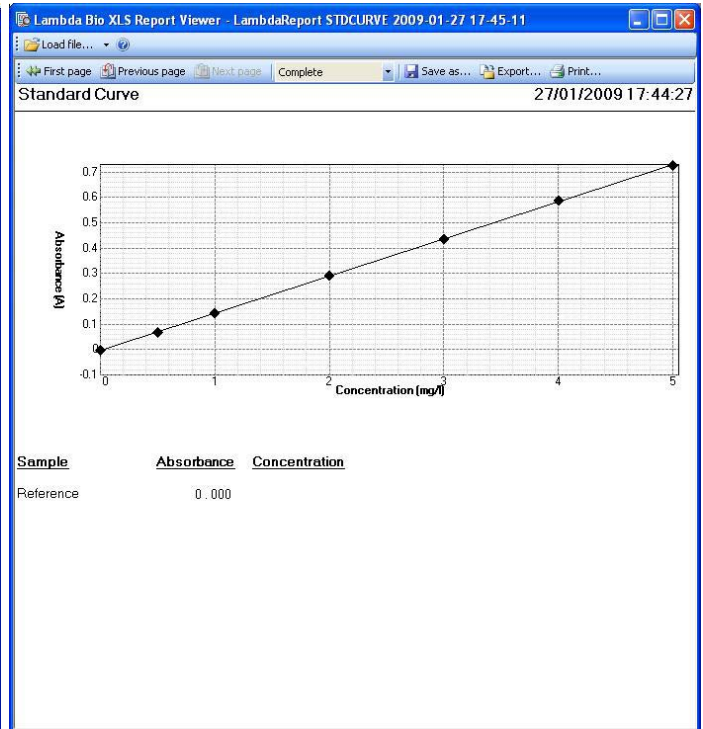 Lambda Bio XLS Report Viewer - LambdaReport STDCURVE 2009-01-27 17-45-11
Load file...
First page Previous page Next page Complete Save as... Export... Print...
Standard Curve 27/01/2009 17:44:27
0.7
0.6
0.5
0.4
0.3
0.2
0.1
0
-0.1
Absorbance (A)
0 1 2 3 4 5
Concentration (mg/l)
Sample Absorbance Concentration
Reference 0.000